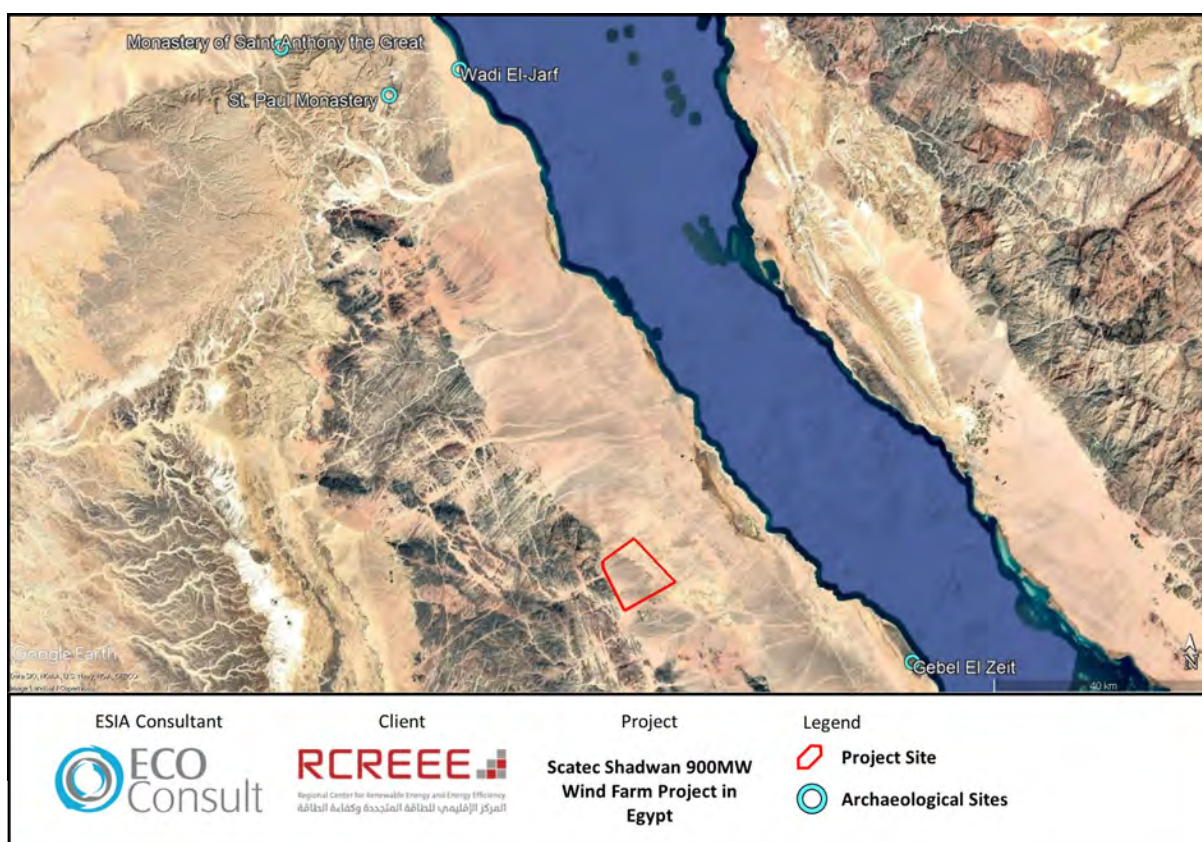 Monastery of Saint Anthony the Great
Wadi El-Jarf
St. Paul Monastery
Gebel El Zeit
Google Earth
40 km
ESIA Consultant
Client
Project
Legend
ECO
Consult
RCREEE
Regional Center for Renewable Energy and Energy Efficiency
المركز الإقليمي للطاقة المتجددة وكفاءة الطاقة
Scatec Shadwan 900MW
Wind Farm Project in
Egypt
Project Site
Archaeological Sites